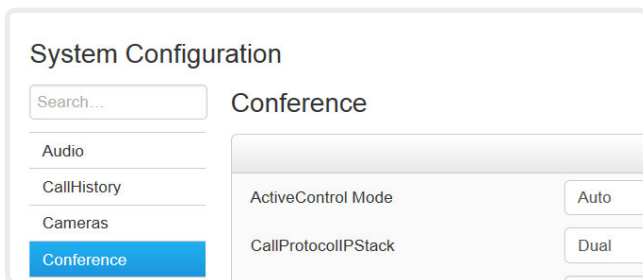 System Configuration
Search...
Conference
Audio
CallHistory
Cameras
Conference
ActiveControl Mode
Auto
CallProtocolIPStack
Dual